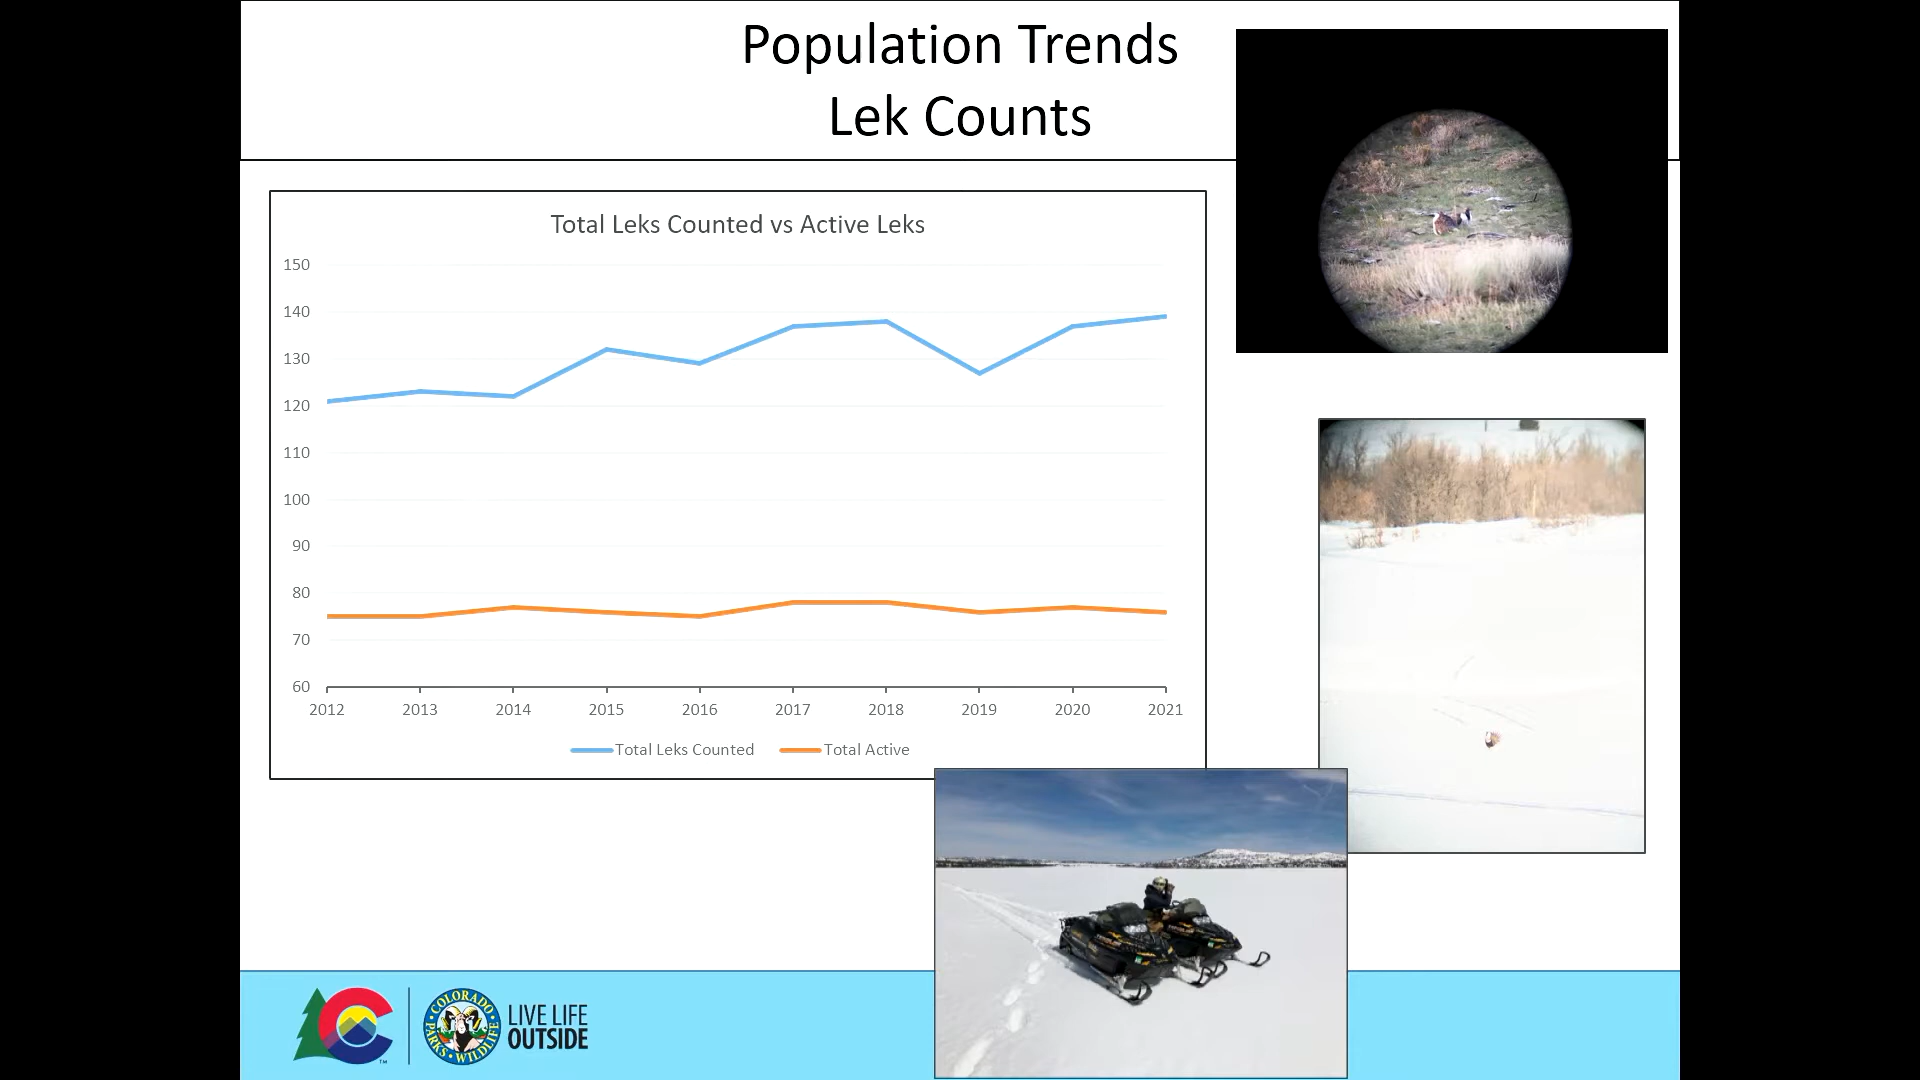 Population Trends
Lek Counts
Total Leks Counted vs Active Leks
150
140
130
120
110
100
90
80
70
60
2012 2013 2014 2015 2016 2017 2018 2019 2020 2021
Total Leks Counted Total Active
TM
COLORADO
PARKS • WILDLIFE
LIVE LIFE
OUTSIDE